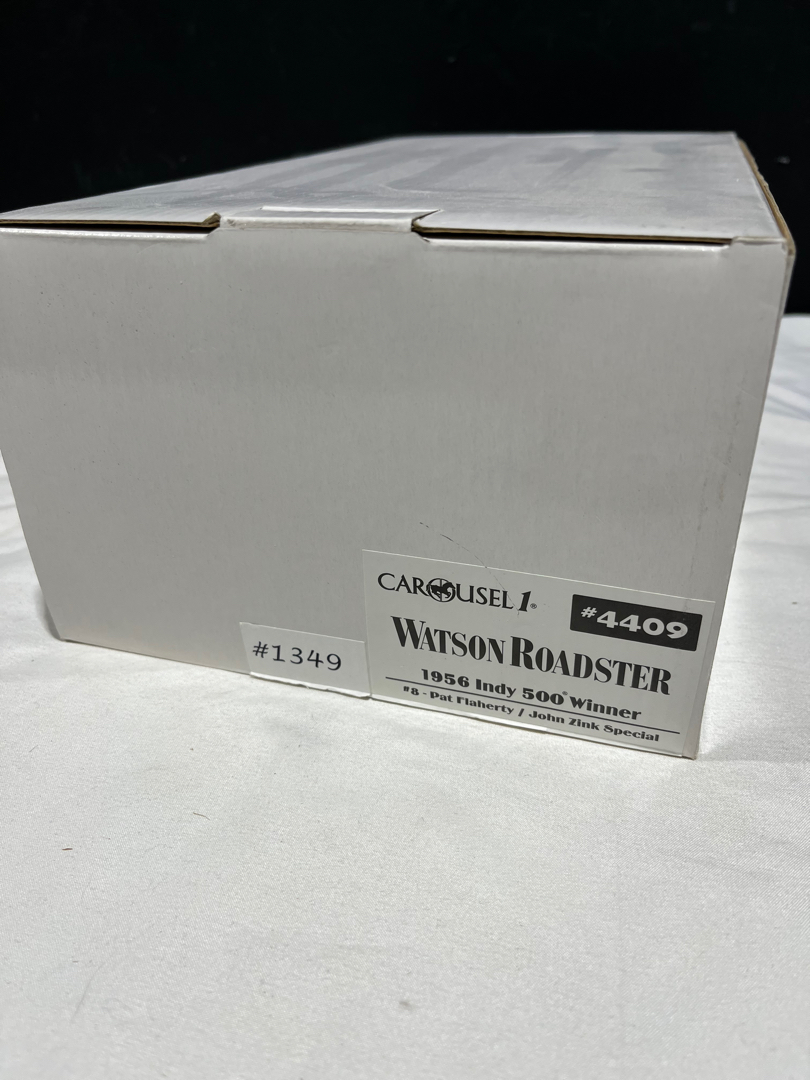 CAROUSEL 1®
#4409
WATSON ROADSTER
1956 Indy 500® Winner
#8 - Pat Flaherty / John Zink Special
#1349